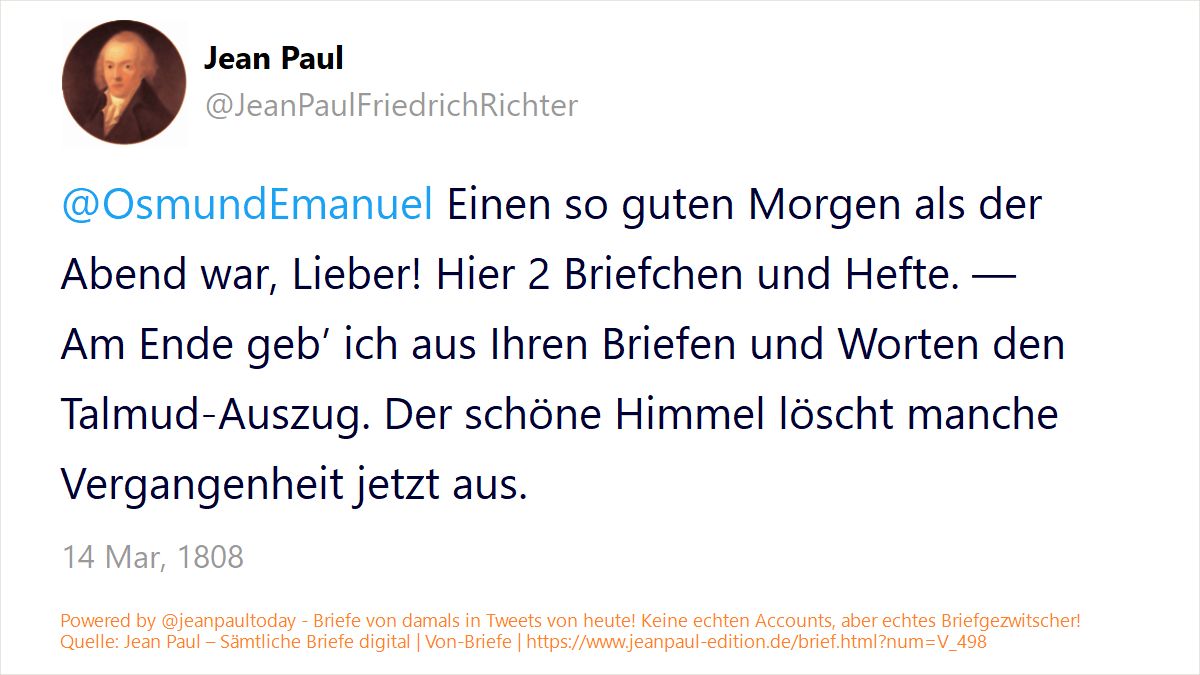 Jean Paul
@JeanPaulFriedrichRichter
@OsmundEmanuel Einen so guten Morgen als der
Abend war, Lieber! Hier 2 Briefchen und Hefte. —
Am Ende geb’ ich aus Ihren Briefen und Worten den
Talmud-Auszug. Der schöne Himmel löscht manche
Vergangenheit jetzt aus.
14 Mar, 1808
Powered by @jeanpaultoday - Briefe von damals in Tweets von heute! Keine echten Accounts, aber echtes Briefgezwitscher!
Quelle: Jean Paul – Sämtliche Briefe digital | Von-Briefe | https://www.jeanpaul-edition.de/brief.html?num=V_498